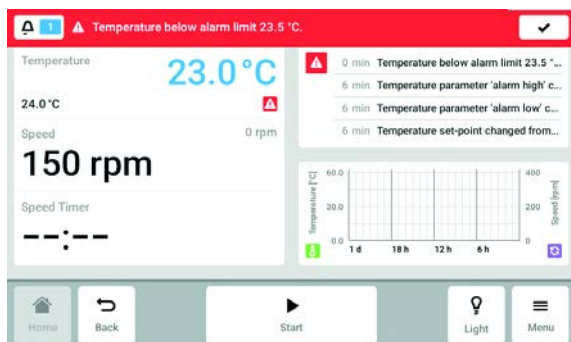 1
Temperature below alarm limit 23.5 °C.
Temperature
23.0°C
24.0°C
Speed
0 rpm
150 rpm
Speed Timer
--:--
0 min Temperature below alarm limit 23.5 °...
6 min Temperature parameter 'alarm high' c...
6 min Temperature parameter 'alarm low' c...
6 min Temperature set-point changed from...
Temperature [°C]
60.0
30.0
0.0
1 d
18 h
12 h
6 h
400
200
0
Speed [rpm]
Home
Back
Start
Light
Menu